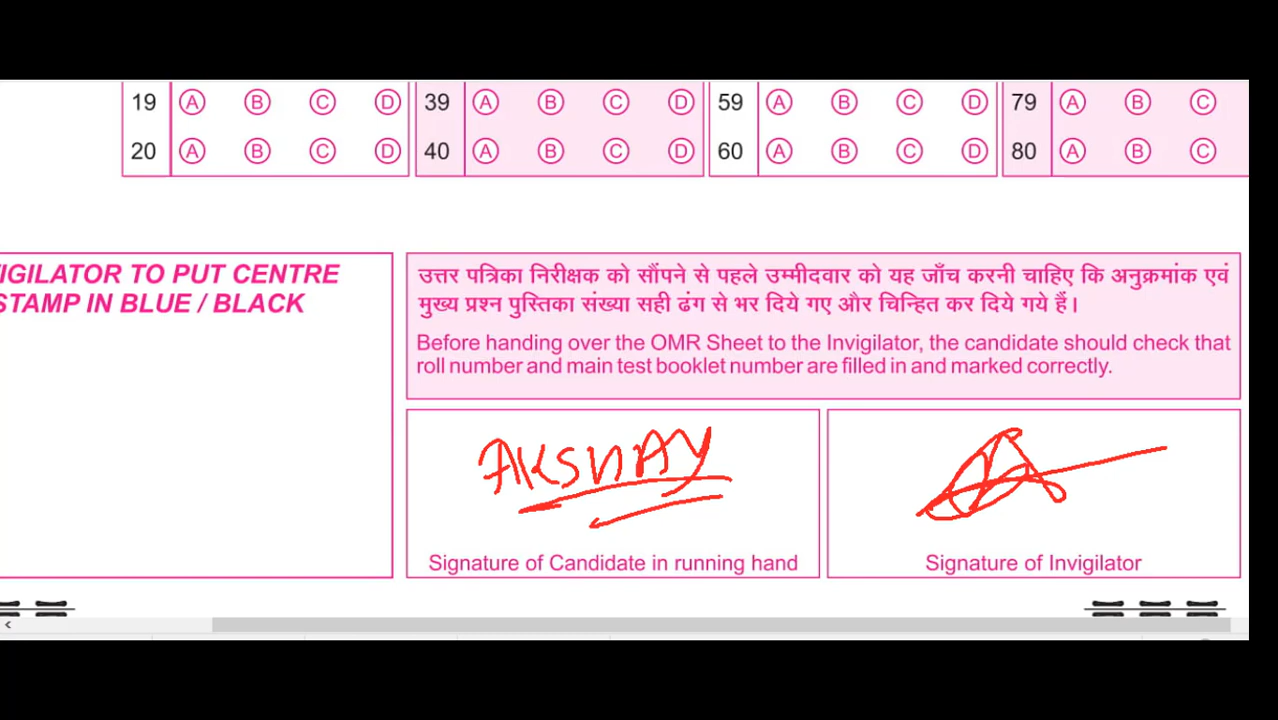 19 A B C D 39 A B C D 59 A B C D 79 A B C
20 A B C D 40 A B C D 60 A B C D 80 A B C
VIGILATOR TO PUT CENTRE
STAMP IN BLUE / BLACK
उत्तर पत्रिका निरीक्षक को सौंपने से पहले उम्मीदवार को यह जाँच करनी चाहिए कि अनुक्रमांक एवं
मुख्य प्रश्न पुस्तिका संख्या सही ढंग से भर दिये गए और चिन्हित कर दिये गये हैं।
Before handing over the OMR Sheet to the Invigilator, the candidate should check that
roll number and main test booklet number are filled in and marked correctly.
AKSHAY
Signature of Candidate in running hand
Signature of Invigilator